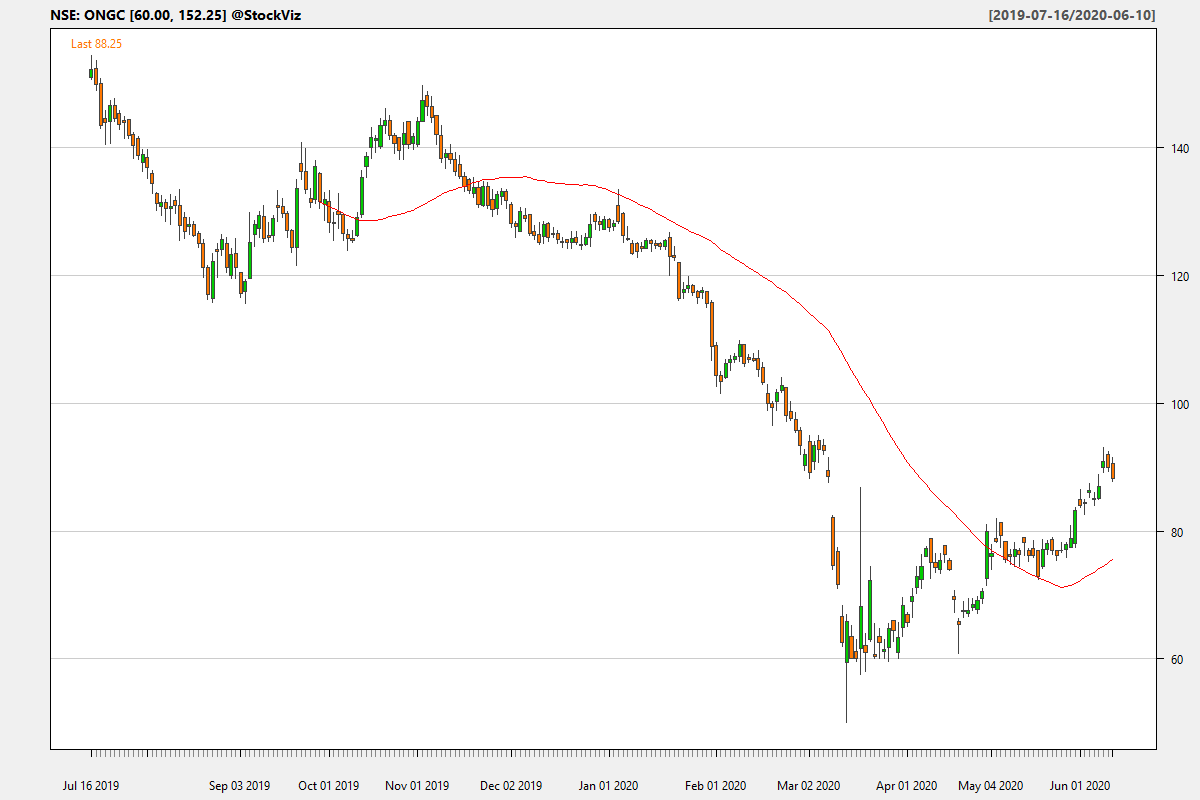 NSE: ONGC [60.00, 152.25] @StockViz [2019-07-16/2020-06-10]
Last 88.25
140
120
100
80
60
Jul 16 2019 Sep 03 2019 Oct 01 2019 Nov 01 2019 Dec 02 2019 Jan 01 2020 Feb 01 2020 Mar 02 2020 Apr 01 2020 May 04 2020 Jun 01 2020